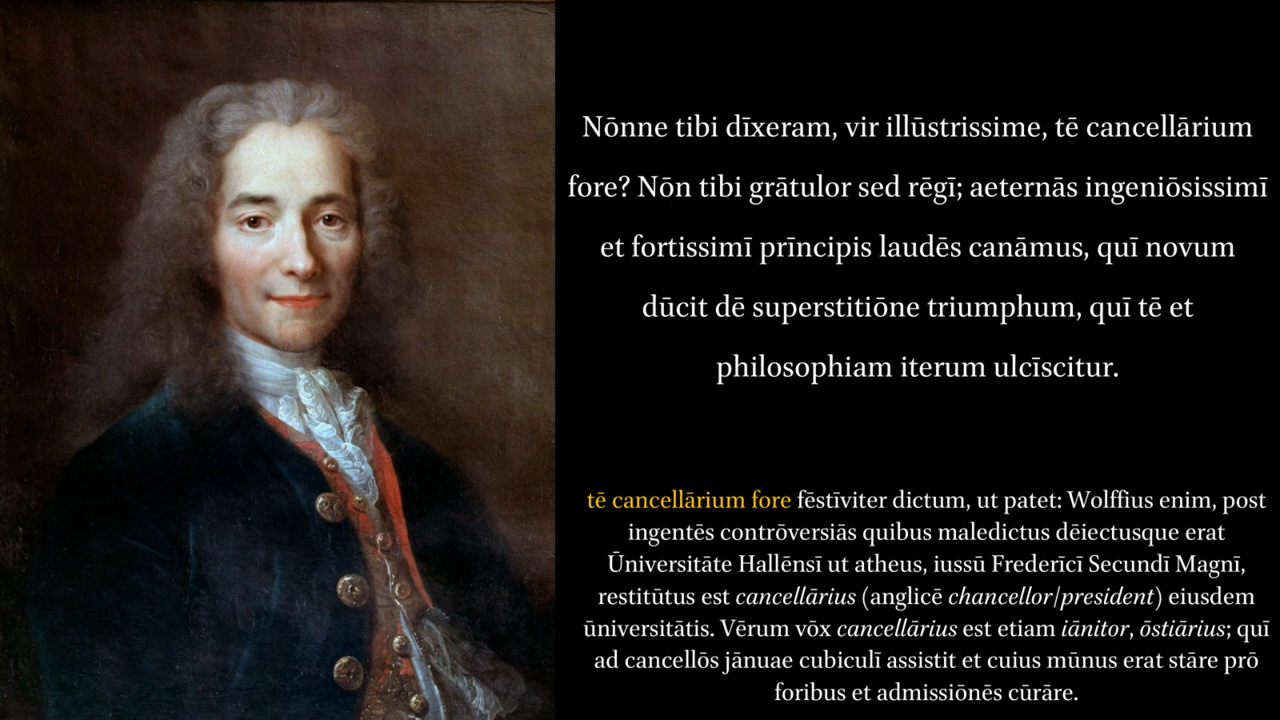 Nōnne tibi dīxeram, vir illūstrissime, tē cancellārium
fore? Nōn tibi grātulor sed rēgī; aeternās ingeniōsissimī
et fortissimī prīncipis laudēs canāmus, quī novum
dūcit dē superstitiōne triumphum, quī tē et
philosophiam iterum ulcīscitur.
tē cancellārium fore fēstīviter dictum, ut patet: Wolffius enim, post
ingentēs contrōversiās quibus maledictus dēiectusque erat
Ūniversitāte Hallēnsī ut atheus, iussū Frederīcī Secundī Magnī,
restitūtus est cancellārius (anglicē chancellor/president) eiusdem
ūniversitātis. Vērum vōx cancellārius est etiam iānitor, ōstiārius; quī
ad cancellōs jānuae cubiculī assistit et cuius mūnus erat stāre prō
foribus et admissiōnēs cūrāre.